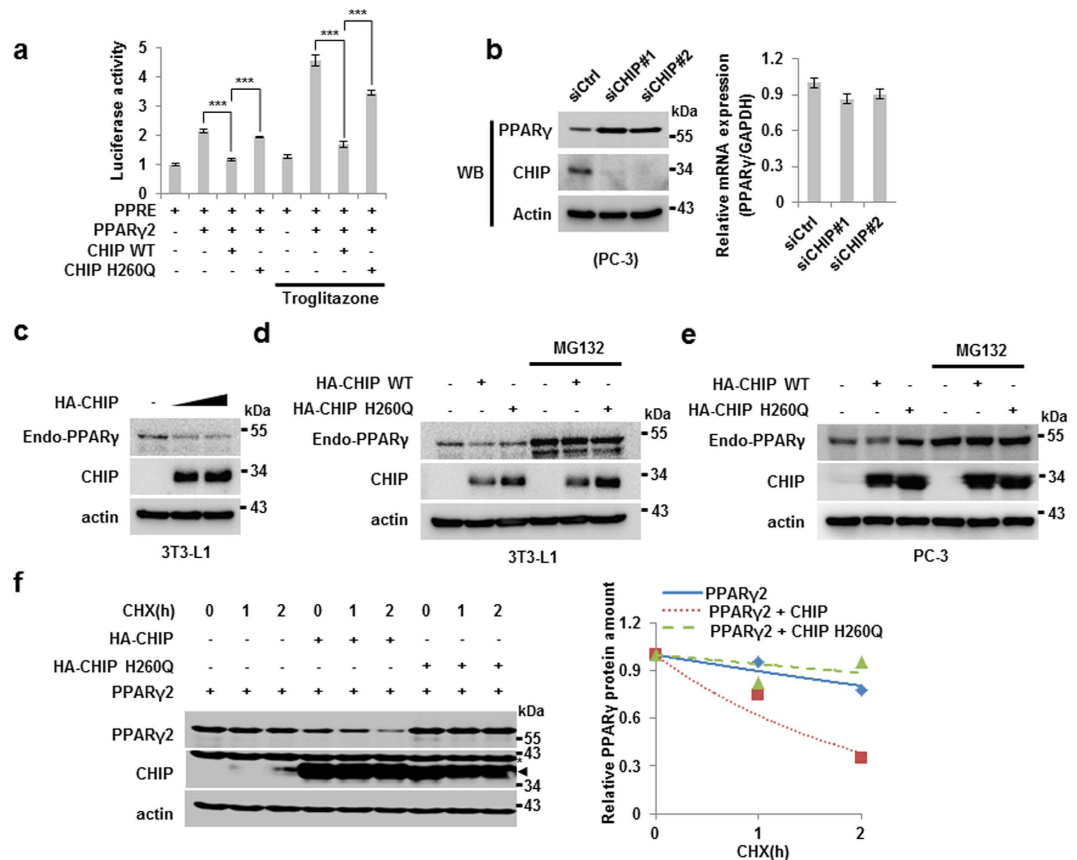 a
Luciferase activity
5
4
3
2
1
0
*** *** *** ***
PPRE + + + + + + + +
PPARγ2 - + + + - + + +
CHIP WT - - + - - - + -
CHIP H260Q - - - + - - - +
Troglitazone
b
siCtrl siCHIP#1 siCHIP#2
kDa
WB
PPARγ 55
CHIP 34
Actin 43
(PC-3)
Relative mRNA expression
(PPARγ/GAPDH)
1.2
0.9
0.6
0.3
0
siCtrl siCHIP#1 siCHIP#2
c
HA-CHIP -
kDa
Endo-PPARγ 55
CHIP 34
actin 43
3T3-L1
d
MG132
HA-CHIP WT - + - - + -
HA-CHIP H260Q - - + - - +
kDa
Endo-PPARγ 55
CHIP 34
actin 43
3T3-L1
e
MG132
HA-CHIP WT - + - - + -
HA-CHIP H260Q - - + - - +
kDa
Endo-PPARγ 55
CHIP 34
actin 43
PC-3
f
CHX(h) 0 1 2 0 1 2 0 1 2
HA-CHIP - - - + + + - - -
HA-CHIP H260Q - - - - - - + + +
PPARγ2 + + + + + + + + +
kDa
PPARγ2 55
43
*
CHIP
34
actin 43
PPARγ2
PPARγ2 + CHIP
PPARγ2 + CHIP H260Q
Relative PPARγ protein amount
1.2
0.9
0.6
0.3
0
0 1 2
CHX(h)